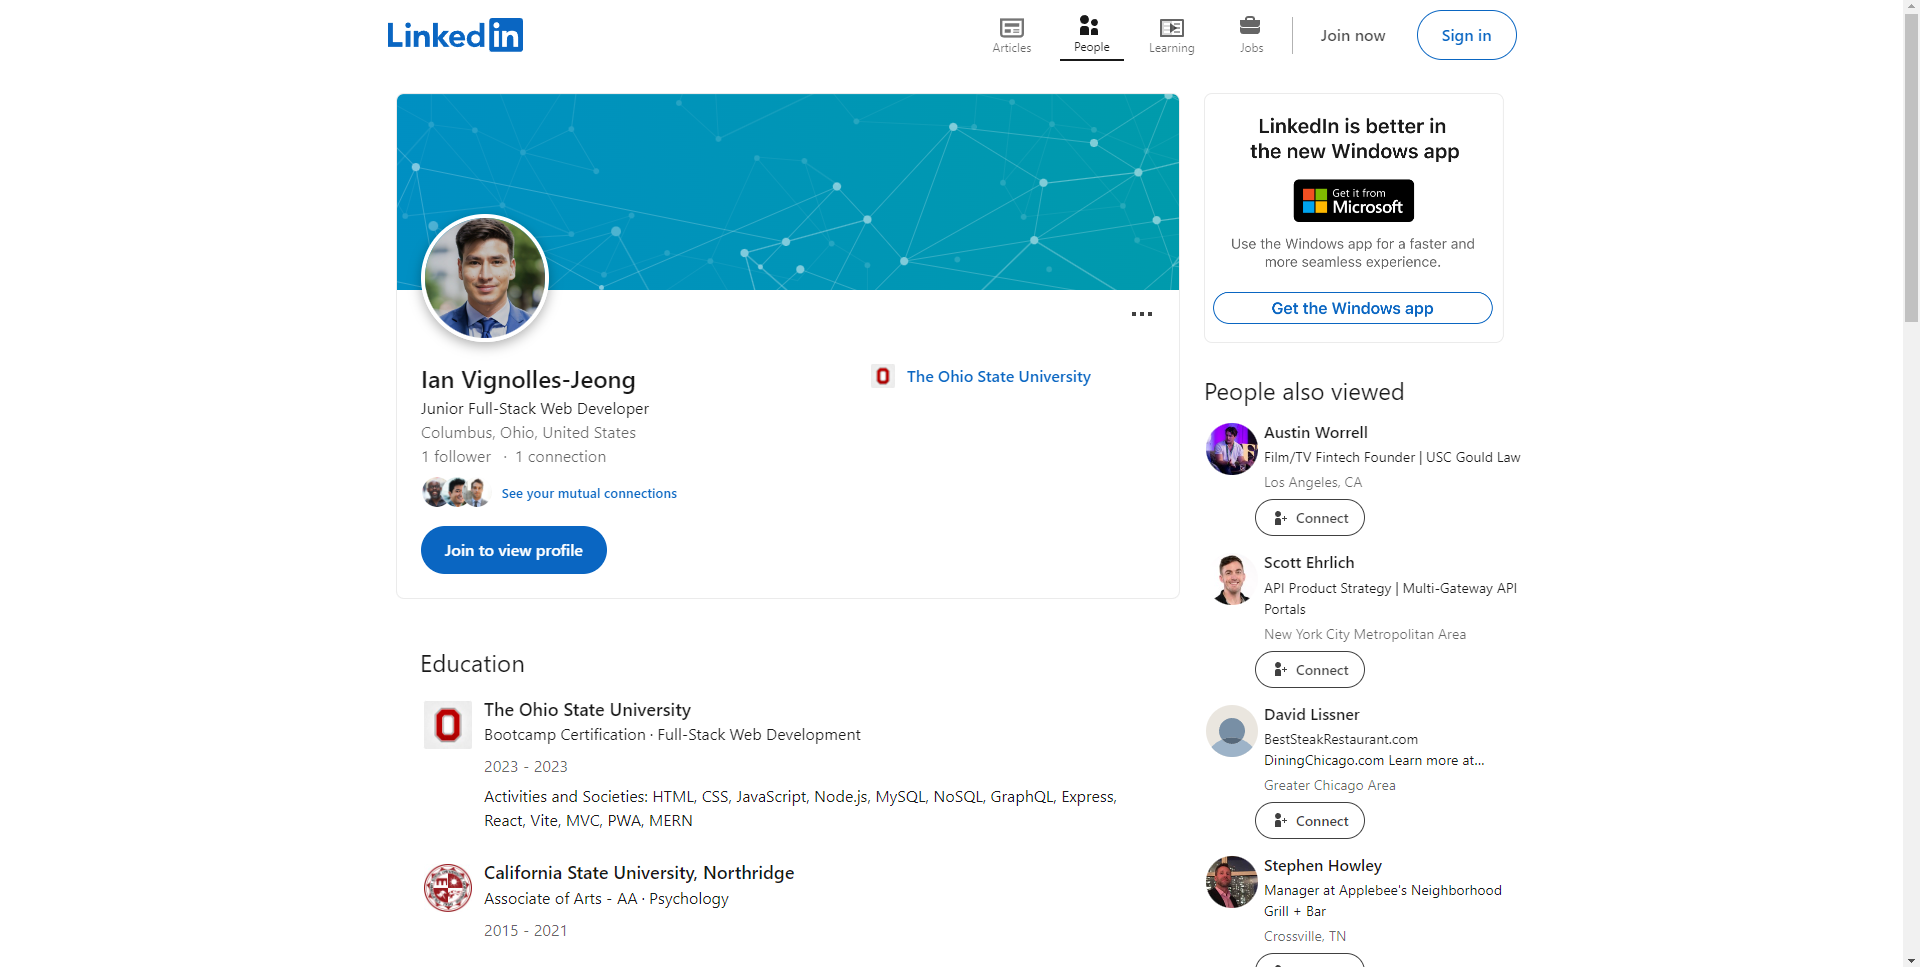 LinkedIn
Articles
People
Learning
Jobs
Join now
Sign in
Ian Vignolles-Jeong
Junior Full-Stack Web Developer
Columbus, Ohio, United States
1 follower · 1 connection
See your mutual connections
Join to view profile
The Ohio State University
Education
The Ohio State University
Bootcamp Certification · Full-Stack Web Development
2023 - 2023
Activities and Societies: HTML, CSS, JavaScript, Node.js, MySQL, NoSQL, GraphQL, Express,
React, Vite, MVC, PWA, MERN
California State University, Northridge
Associate of Arts - AA · Psychology
2015 - 2021
LinkedIn is better in
the new Windows app
Get it from
Microsoft
Use the Windows app for a faster and
more seamless experience.
Get the Windows app
People also viewed
Austin Worrell
Film/TV Fintech Founder | USC Gould Law
Los Angeles, CA
Connect
Scott Ehrlich
API Product Strategy | Multi-Gateway API
Portals
New York City Metropolitan Area
Connect
David Lissner
BestSteakRestaurant.com
DiningChicago.com Learn more at...
Greater Chicago Area
Connect
Stephen Howley
Manager at Applebee's Neighborhood
Grill + Bar
Crossville, TN